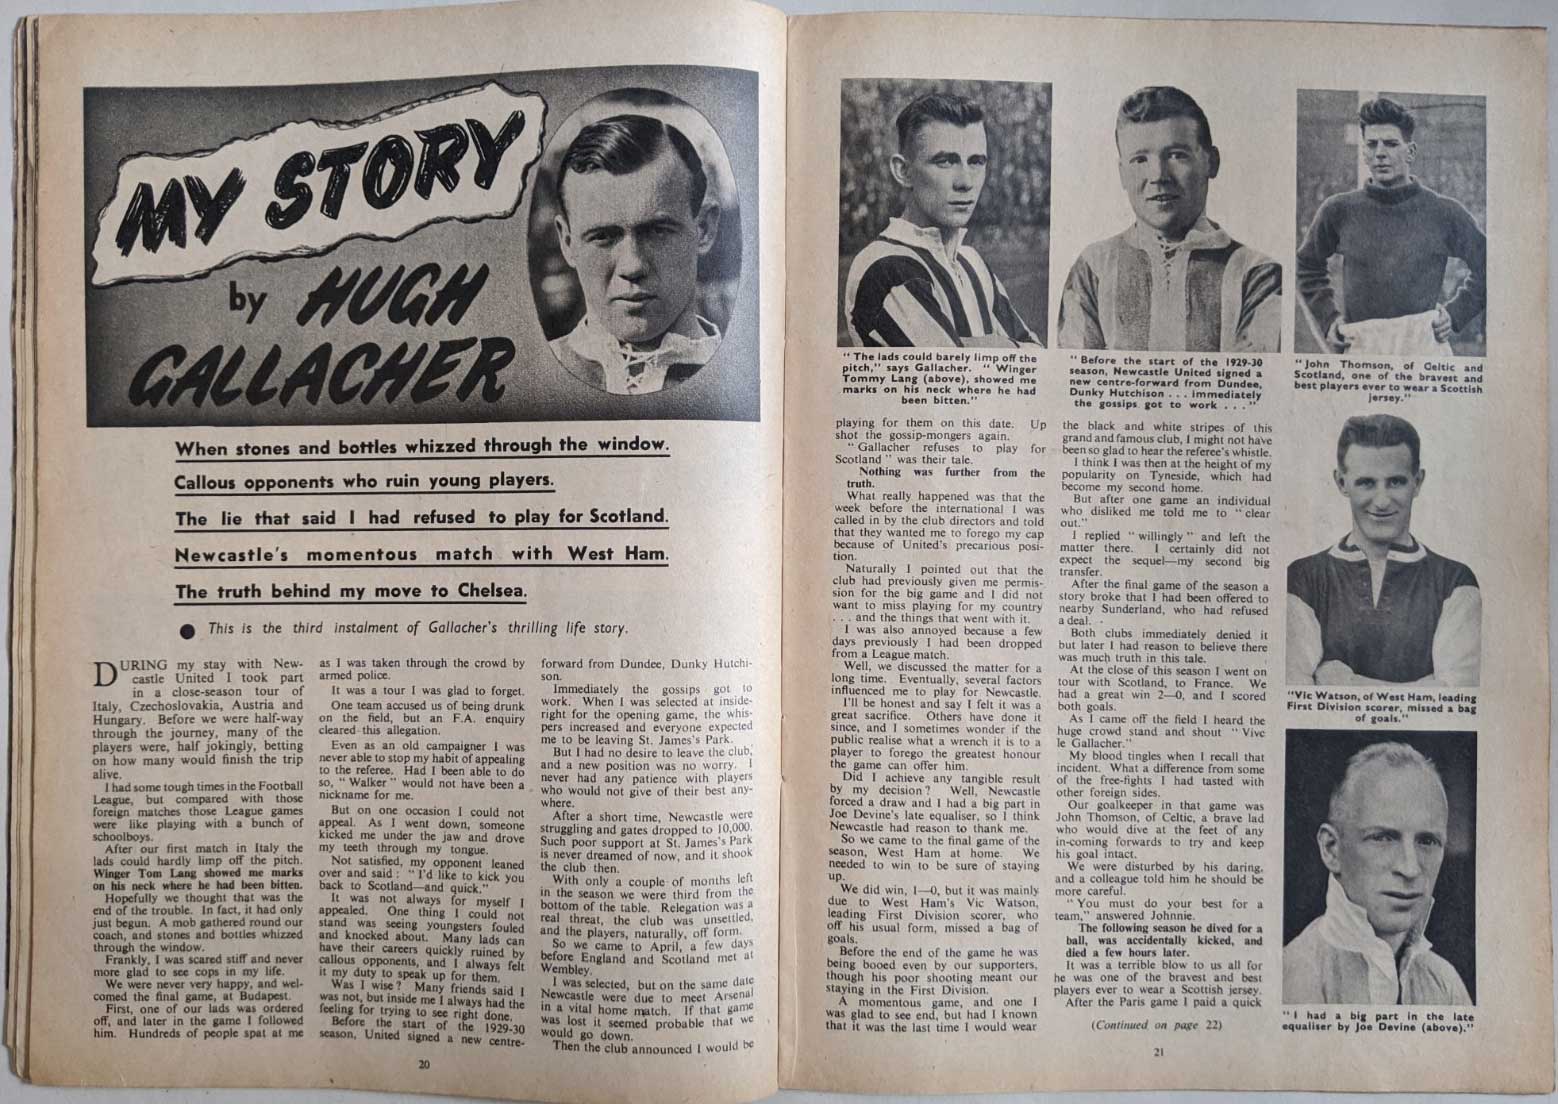 MY STORY
by HUGH
GALLACHER
When stones and bottles whizzed through the window.
Callous opponents who ruin young players.
The lie that said I had refused to play for Scotland.
Newcastle's momentous match with West Ham.
The truth behind my move to Chelsea.
● This is the third instalment of Gallacher's thrilling life story.
DURING my stay with New-
castle United I took part
in a close-season tour of
Italy, Czechoslovakia, Austria and
Hungary. Before we were half-way
through the journey, many of the
players were, half jokingly, betting
on how many would finish the trip
alive.
I had some tough times in the Football
League, but compared with those
foreign matches those League games
were like playing with a bunch of
schoolboys.
After our first match in Italy the
lads could hardly limp off the pitch.
Winger Tom Lang showed me marks
on his neck where he had been bitten.
Hopefully we thought that was the
end of the trouble. In fact, it had only
just begun. A mob gathered round our
coach, and stones and bottles whizzed
through the window.
Frankly, I was scared stiff and never
more glad to see cops in my life.
We were never very happy, and wel-
comed the final game, at Budapest.
First, one of our lads was ordered
off, and later in the game I followed
him. Hundreds of people spat at me
as I was taken through the crowd by
armed police.
It was a tour I was glad to forget.
One team accused us of being drunk
on the field, but an F.A. enquiry
cleared this allegation.
Even as an old campaigner I was
never able to stop my habit of appealing
to the referee. Had I been able to do
so, "Walker" would not have been a
nickname for me.
But on one occasion I could not
appeal. As I went down, someone
kicked me under the jaw and drove
my teeth through my tongue.
Not satisfied, my opponent leaned
over and said: "I'd like to kick you
back to Scotland—and quick."
It was not always for myself I
appealed. One thing I could not
stand was seeing youngsters fouled
and knocked about. Many lads can
have their careers quickly ruined by
callous opponents, and I always felt
it my duty to speak up for them.
Was I wise? Many friends said I
was not, but inside me I always had the
feeling for trying to see right done.
Before the start of the 1929-30
season, United signed a new centre-
forward from Dundee, Dunky Hutchi-
son.
Immediately the gossips got to
work. When I was selected at inside-
right for the opening game, the whis-
pers increased and everyone expected
me to be leaving St. James's Park.
But I had no desire to leave the club,
and a new position was no worry. I
never had any patience with players
who would not give of their best any-
where.
After a short time, Newcastle were
struggling and gates dropped to 10,000.
Such poor support at St. James's Park
is never dreamed of now, and it shook
the club then.
With only a couple of months left
in the season we were third from the
bottom of the table. Relegation was a
real threat, the club was unsettled,
and the players, naturally, off form.
So we came to April, a few days
before England and Scotland met at
Wembley.
I was selected, but on the same date
Newcastle were due to meet Arsenal
in a vital home match. If that game
was lost it seemed probable that we
would go down.
Then the club announced I would be
20
"The lads could barely limp off the
pitch," says Gallacher. "Winger
Tommy Lang (above), showed me
marks on his neck where he had
been bitten."
"Before the start of the 1929-30
season, Newcastle United signed a
new centre-forward from Dundee,
Dunky Hutchison . . . immediately
the gossips got to work . . ."
"John Thomson, of Celtic and
Scotland, one of the bravest and
best players ever to wear a Scottish
jersey."
playing for them on this date. Up
shot the gossip-mongers again.
"Gallacher refuses to play for
Scotland" was their tale.
Nothing was further from the
truth.
What really happened was that the
week before the international I was
called in by the club directors and told
that they wanted me to forego my cap
because of United's precarious posi-
tion.
Naturally I pointed out that the
club had previously given me permis-
sion for the big game and I did not
want to miss playing for my country
. . . and the things that went with it.
I was also annoyed because a few
days previously I had been dropped
from a League match.
Well, we discussed the matter for a
long time. Eventually, several factors
influenced me to play for Newcastle.
I'll be honest and say I felt it was a
great sacrifice. Others have done it
since, and I sometimes wonder if the
public realise what a wrench it is to a
player to forego the greatest honour
the game can offer him.
Did I achieve any tangible result
by my decision? Well, Newcastle
forced a draw and I had a big part in
Joe Devine's late equaliser, so I think
Newcastle had reason to thank me.
So we came to the final game of the
season, West Ham at home. We
needed to win to be sure of staying
up.
We did win, 1—0, but it was mainly
due to West Ham's Vic Watson,
leading First Division scorer, who
off his usual form, missed a bag of
goals.
Before the end of the game he was
being booed even by our supporters,
though his poor shooting meant our
staying in the First Division.
A momentous game, and one I
was glad to see end, but had I known
that it was the last time I would wear
the black and white stripes of this
grand and famous club, I might not have
been so glad to hear the referee's whistle.
I think I was then at the height of my
popularity on Tyneside, which had
become my second home.
But after one game an individual
who disliked me told me to "clear
out."
I replied "willingly" and left the
matter there. I certainly did not
expect the sequel—my second big
transfer.
After the final game of the season a
story broke that I had been offered to
nearby Sunderland, who had refused
a deal.
Both clubs immediately denied it
but later I had reason to believe there
was much truth in this tale.
At the close of this season I went on
tour with Scotland, to France. We
had a great win 2—0, and I scored
both goals.
As I came off the field I heard the
huge crowd stand and shout "Vive
le Gallacher."
My blood tingles when I recall that
incident. What a difference from some
of the free-fights I had tasted with
other foreign sides.
Our goalkeeper in that game was
John Thomson, of Celtic, a brave lad
who would dive at the feet of any
in-coming forwards to try and keep
his goal intact.
We were disturbed by his daring,
and a colleague told him he should be
more careful.
"You must do your best for a
team," answered Johnnie.
The following season he dived for a
ball, was accidentally kicked, and
died a few hours later.
It was a terrible blow to us all for
he was one of the bravest and best
players ever to wear a Scottish jersey.
After the Paris game I paid a quick
(Continued on page 22)
"Vic Watson, of West Ham, leading
First Division scorer, missed a bag
of goals."
"I had a big part in the late
equaliser by Joe Devine (above)."
21